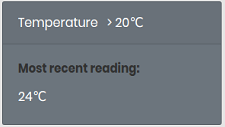 Temperature > 20℃
Most recent reading:
24℃